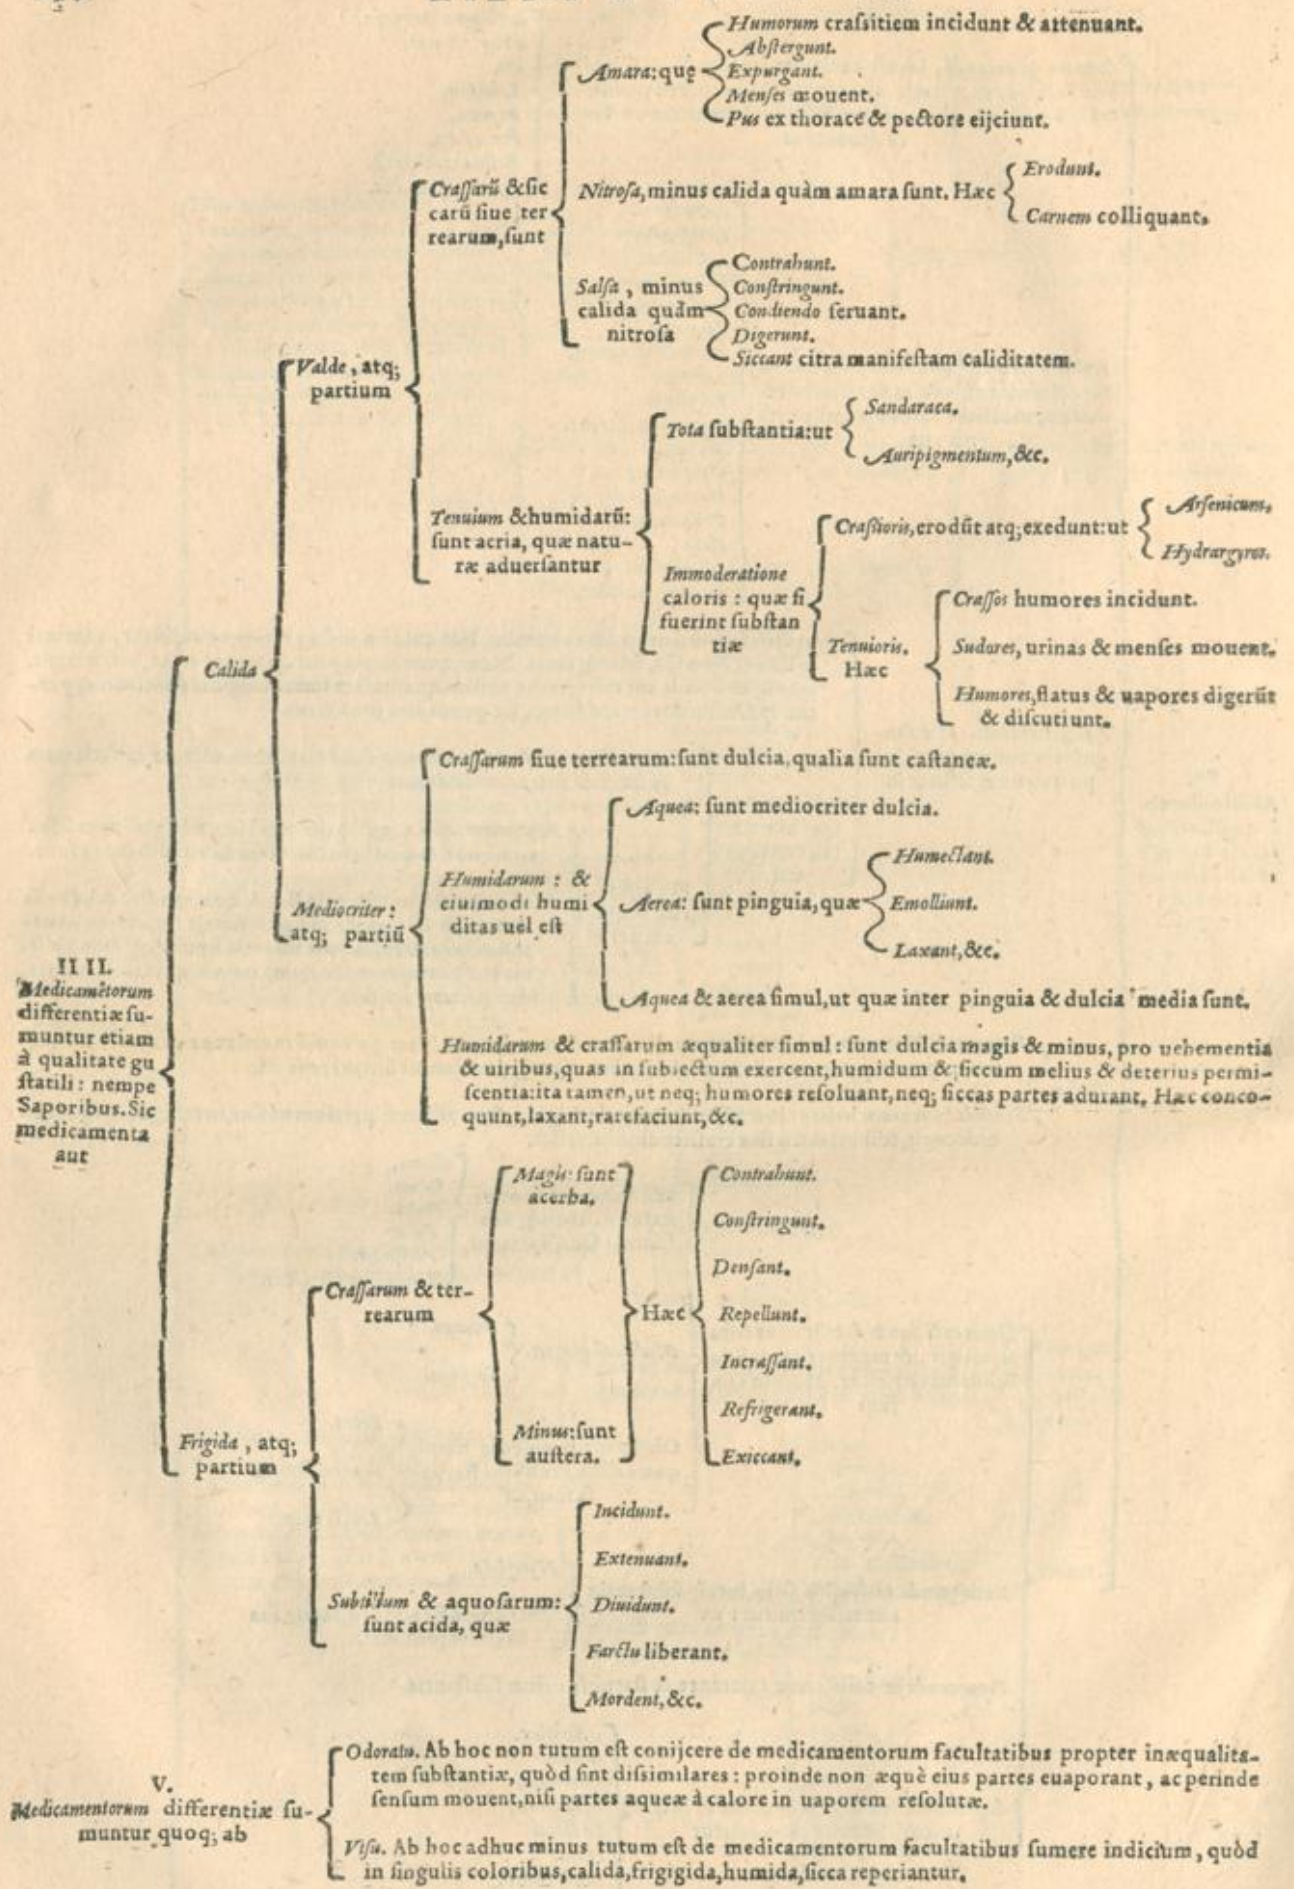 Humorum craſsitiem incidunt & attenuant.
Abſtergunt.
Amara: quę
Expurgant.
Menſes mouent.
Pus ex thorace & pectore eijciunt.
Craſſarũ & ſic
carũ ſiue ter
rearum, ſunt
Nitroſa, minus calida quàm amara ſunt. Hæc
Erodunt.
Carnem colliquant.
Salſa, minus
calida quàm
nitroſa
Contrahunt.
Conſtringunt.
Condiendo ſeruant.
Digerunt.
Siccant citra manifeſtam caliditatem.
Valde, atq;
partium
Tota ſubſtantia: ut
Sandaraca.
Auripigmentum, &c.
Tenuium & humidarũ:
ſunt acria, quæ natu-
ræ aduerſantur
Immoderatione
caloris: quæ ſi
fuerint ſubſtan
tiæ
Craſsioris, erodũt atq; exedunt: ut
Arſenicum.
Hydrargyros.
Tenuioris.
Hæc
Craſſos humores incidunt.
Sudores, urinas & menſes mouent.
Humores, flatus & uapores digerũt
& diſcutiunt.
Calida
Craſſarum ſiue terrearum: ſunt dulcia, qualia ſunt caſtaneæ.
Mediocriter:
atq; partiũ
Humidarum: &
eiuſmodi humi
ditas uel eſt
Aquea: ſunt mediocriter dulcia.
Aerea: ſunt pinguia, quæ
Humectant.
Emolliunt.
Laxant, &c.
Aquea & aerea ſimul, ut quæ inter pinguia & dulcia media ſunt.
Humidarum & craſſarum æqualiter ſimul: ſunt dulcia magis & minus, pro uehementia
& uiribus, quas in ſubiectum exercent, humidum & ſiccum melius & deterius permi-
ſcentia: ita tamen, ut neq; humores reſoluant, neq; ſiccas partes adurant. Hæc conco-
quunt, laxant, rarefaciunt, &c.
II II.
Medicamẽtorum
differentiæ ſu-
muntur etiam
à qualitate gu
ſtatili: nempe
Saporibus. Sic
medicamenta
aut
Frigida, atq;
partium
Craſſarum & ter-
rearum
Magis: ſunt
acerba.
Minus: ſunt
auſtera.
Hæc
Contrahunt.
Conſtringunt.
Denſant.
Repellunt.
Incraſſant.
Refrigerant.
Exiccant.
Subtilium & aquoſarum:
ſunt acida, quæ
Incidunt.
Extenuant.
Diuidunt.
Farctu liberant.
Mordent, &c.
V.
Medicamentorum differentiæ ſu-
muntur quoq; ab
Odoratu. Ab hoc non tutum eſt conijcere de medicamentorum facultatibus propter inæqualita-
tem ſubſtantiæ, quòd ſint diſsimilares: proinde non æquè eius partes euaporant, ac perinde
ſenſum mouent, niſi partes aqueæ à calore in uaporem reſolutæ.
Viſu. Ab hoc adhuc minus tutum eſt de medicamentorum facultatibus ſumere indicium, quòd
in ſingulis coloribus, calida, frigigida, humida, ſicca reperiantur.